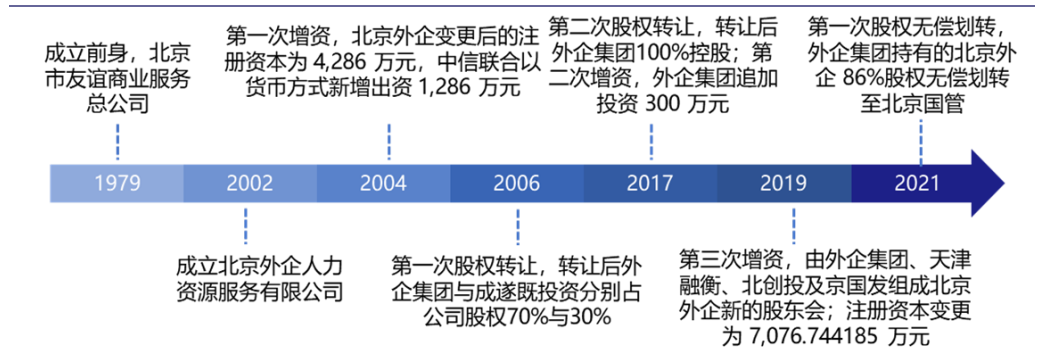 成立前身，北京
市友谊商业服务
总公司
第一次增资，北京外企变更后的注
册资本为 4,286 万元，中信联合以
货币方式新增出资 1,286 万元
第二次股权转让，转让后
外企集团100%控股；第
二次增资，外企集团追加
投资 300 万元
第一次股权无偿划转，
外企集团持有的北京外
企 86%股权无偿划转
至北京国管
1979
2002
2004
2006
2017
2019
2021
成立北京外企人力
资源服务有限公司
第一次股权转让，转让后外
企集团与成遂既投资分别占
公司股权70%与30%
第三次增资，由外企集团、天津
融衡、北创投及京国发组成北京
外企新的股东会；注册资本变更
为 7,076.744185 万元